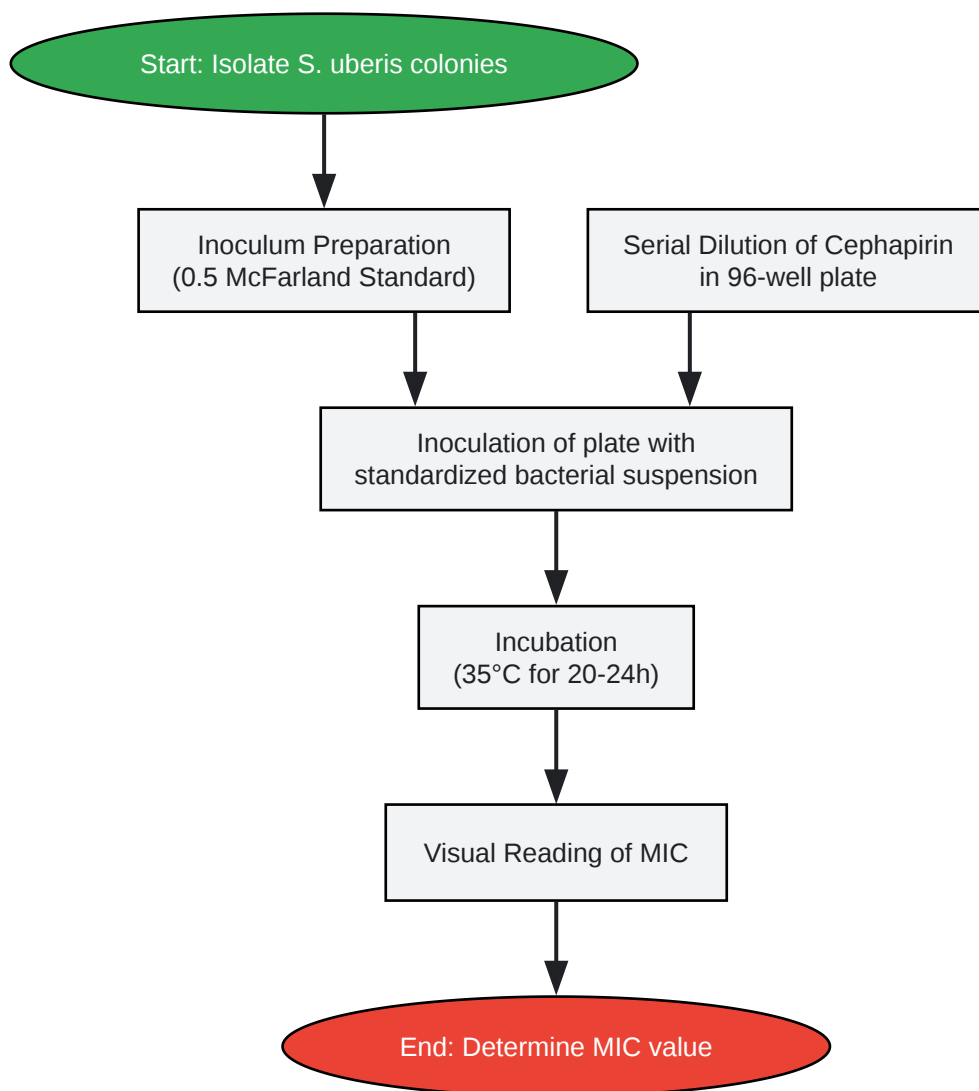 Start: Isolate S. uberis colonies
Inoculum Preparation
(0.5 McFarland Standard)
Serial Dilution of Cephapirin
in 96-well plate
Inoculation of plate with
standardized bacterial suspension
Incubation
(35°C for 20-24h)
Visual Reading of MIC
End: Determine MIC value